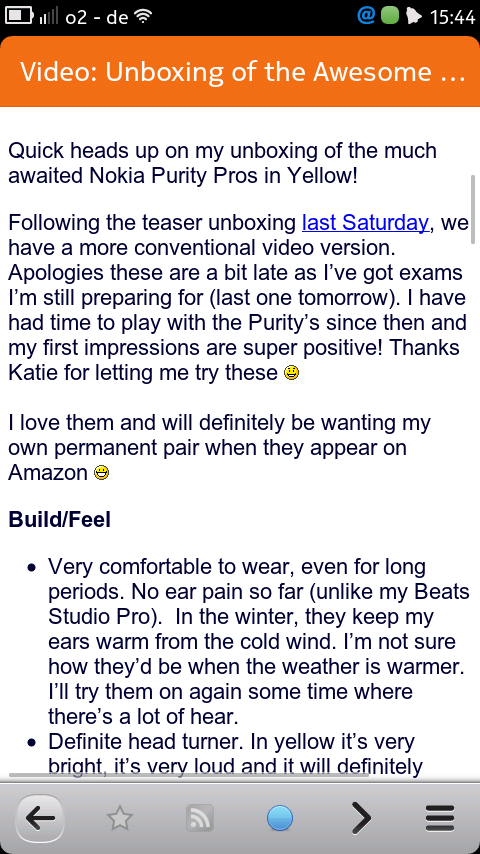 o2 - de
15:44
Video: Unboxing of the Awesome ...
Quick heads up on my unboxing of the much
awaited Nokia Purity Pros in Yellow!
Following the teaser unboxing last Saturday, we
have a more conventional video version.
Apologies these are a bit late as I’ve got exams
I’m still preparing for (last one tomorrow). I have
had time to play with the Purity’s since then and
my first impressions are super positive! Thanks
Katie for letting me try these
I love them and will definitely be wanting my
own permanent pair when they appear on
Amazon
Build/Feel
• Very comfortable to wear, even for long
periods. No ear pain so far (unlike my Beats
Studio Pro).  In the winter, they keep my
ears warm from the cold wind. I’m not sure
how they’d be when the weather is warmer.
I’ll try them on again some time where
there’s a lot of hear.
• Definite head turner. In yellow it’s very
bright, it’s very loud and it will definitely